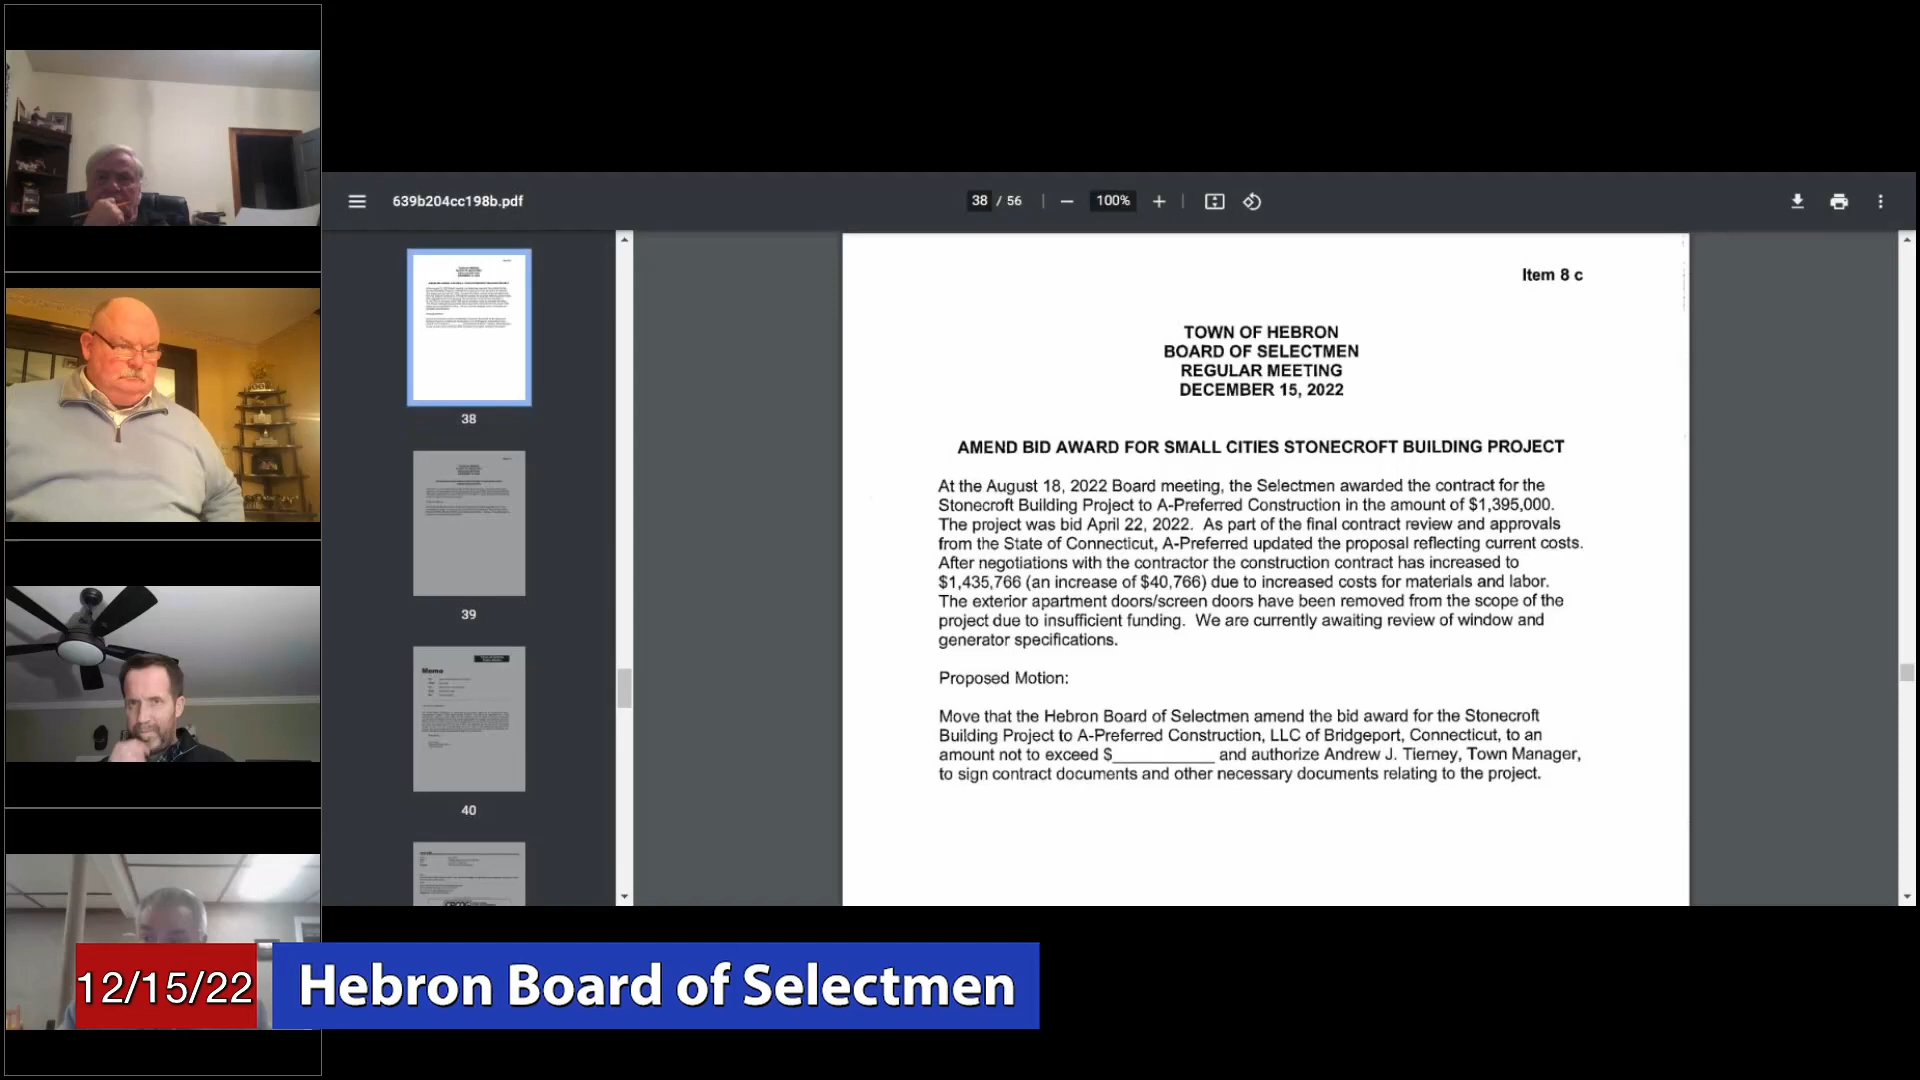 639b204cc198b.pdf
38 / 56
100%
38
39
Memo
40
Item 8 c
TOWN OF HEBRON
BOARD OF SELECTMEN
REGULAR MEETING
DECEMBER 15, 2022
AMEND BID AWARD FOR SMALL CITIES STONECROFT BUILDING PROJECT
At the August 18, 2022 Board meeting, the Selectmen awarded the contract for the
Stonecroft Building Project to A-Preferred Construction in the amount of $1,395,000.
The project was bid April 22, 2022. As part of the final contract review and approvals
from the State of Connecticut, A-Preferred updated the proposal reflecting current costs.
After negotiations with the contractor the construction contract has increased to
$1,435,766 (an increase of $40,766) due to increased costs for materials and labor.
The exterior apartment doors/screen doors have been removed from the scope of the
project due to insufficient funding. We are currently awaiting review of window and
generator specifications.
Proposed Motion:
Move that the Hebron Board of Selectmen amend the bid award for the Stonecroft
Building Project to A-Preferred Construction, LLC of Bridgeport, Connecticut, to an
amount not to exceed $____________ and authorize Andrew J. Tierney, Town Manager,
to sign contract documents and other necessary documents relating to the project.
12/15/22
Hebron Board of Selectmen